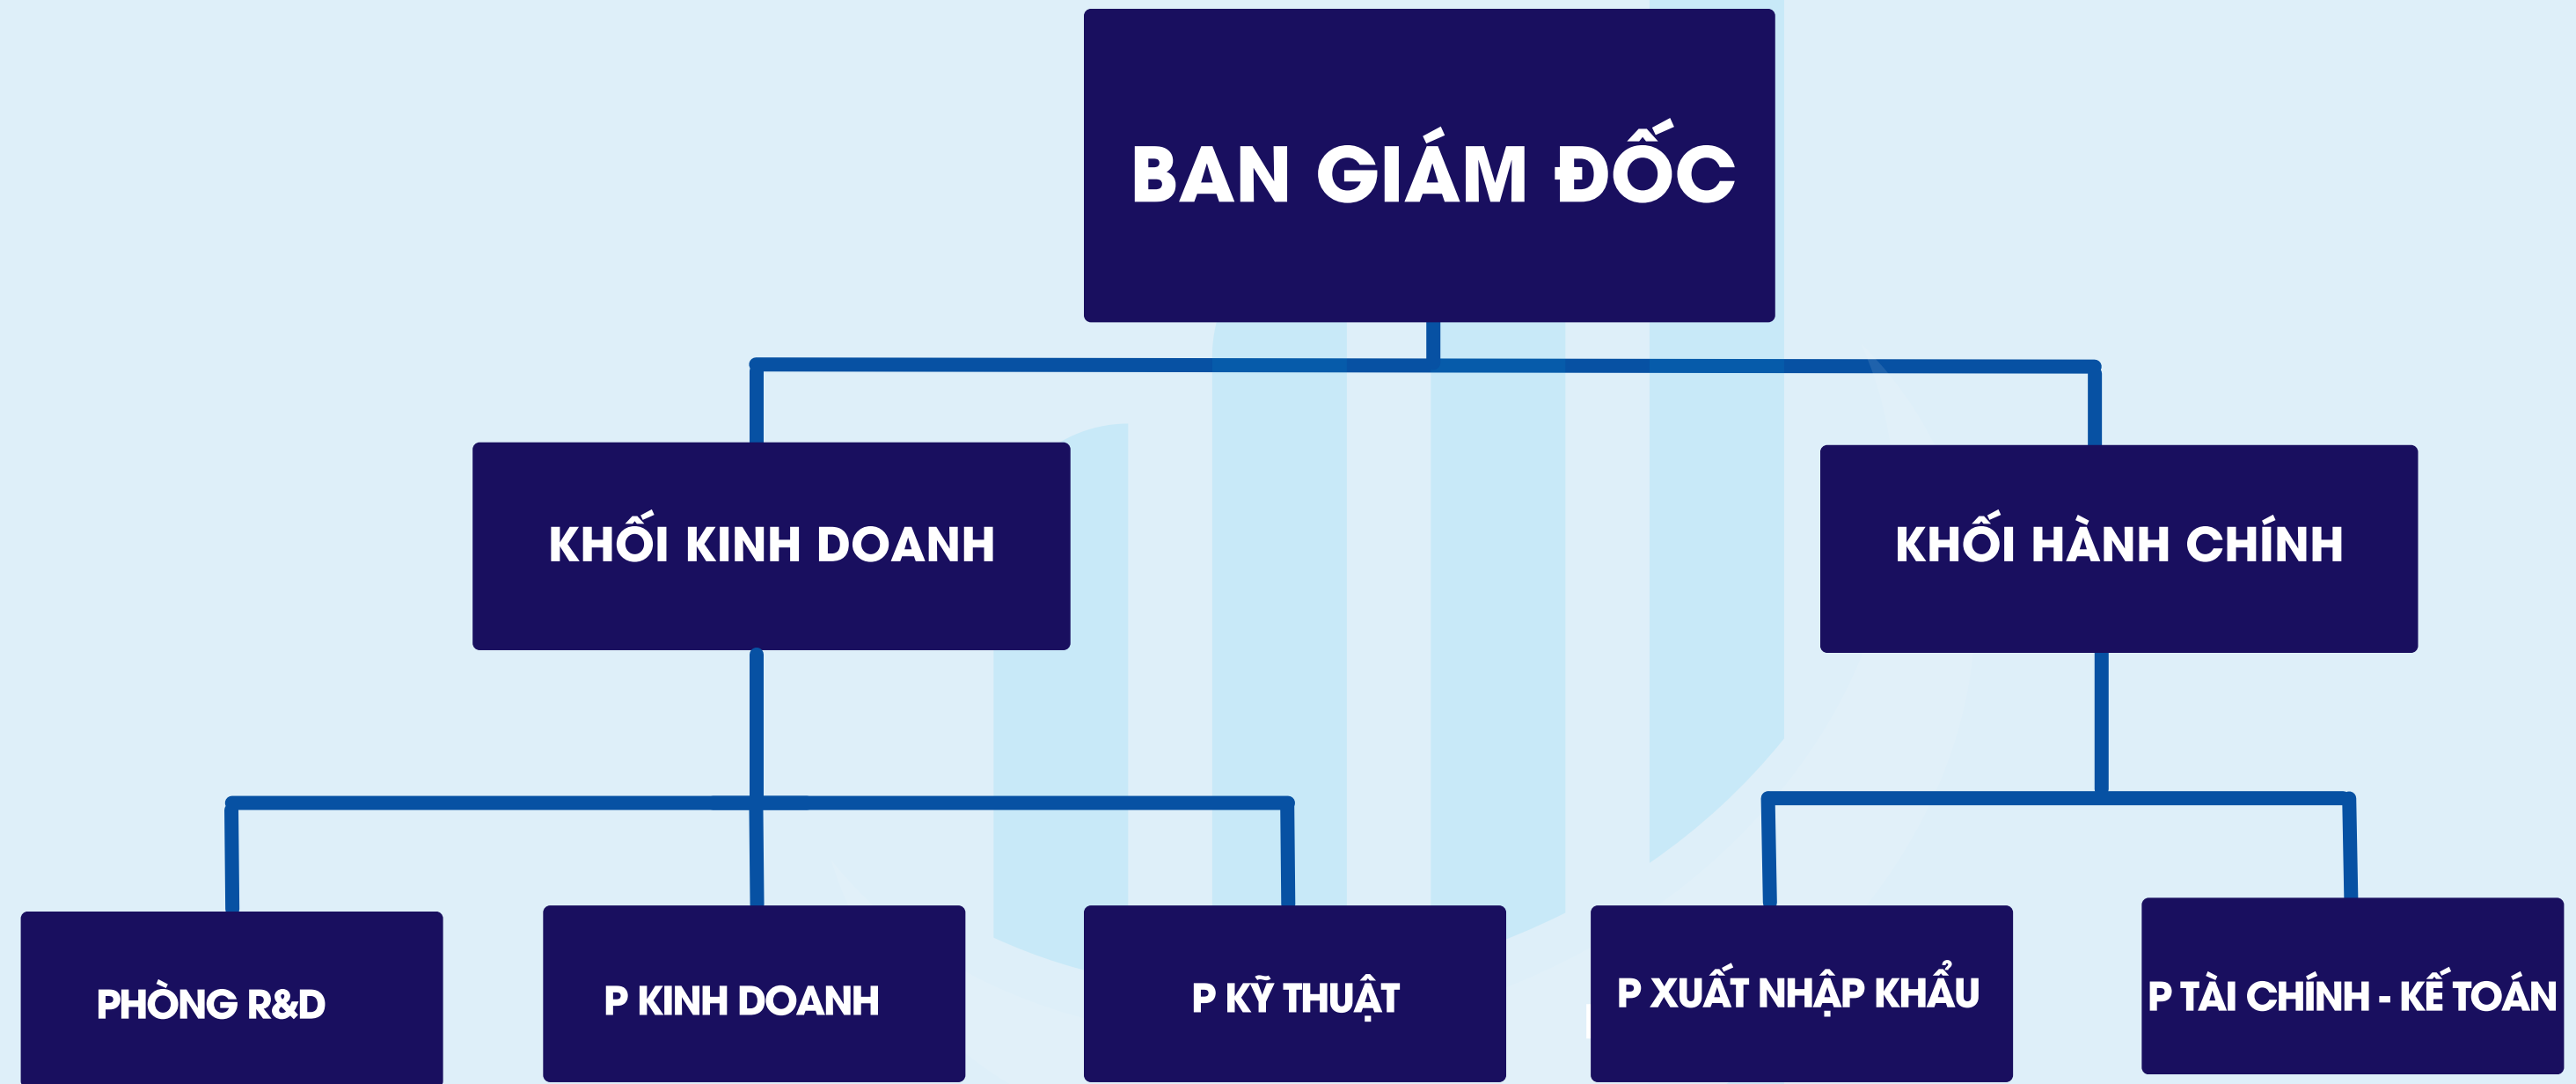 BAN GIÁM ĐỐC
KHỐI KINH DOANH
KHỐI HÀNH CHÍNH
PHÒNG R&D
P KINH DOANH
P KỸ THUẬT
P XUẤT NHẬP KHẨU
P TÀI CHÍNH - KẾ TOÁN